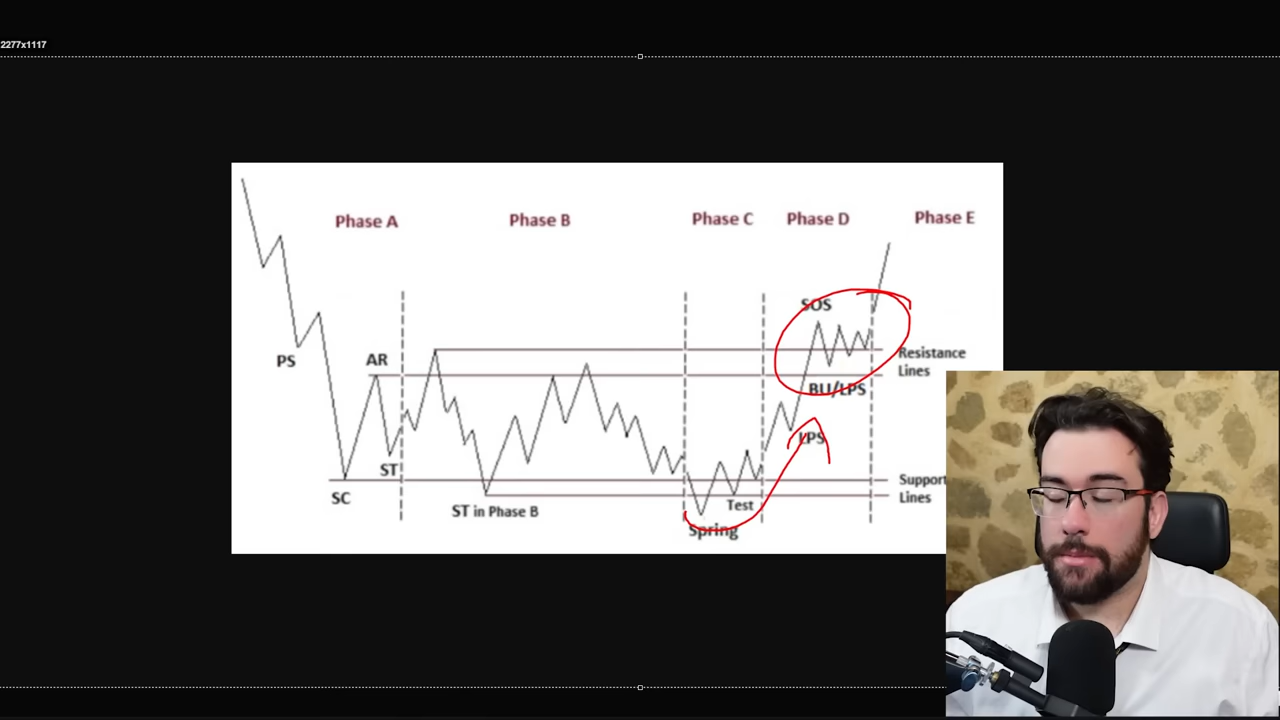 2277x1117
Phase A
Phase B
Phase C
Phase D
Phase E
SOS
PS
AR
Resistance
Lines
BU/LPS
LPS
ST
SC
Support
Lines
ST in Phase B
Test
Spring